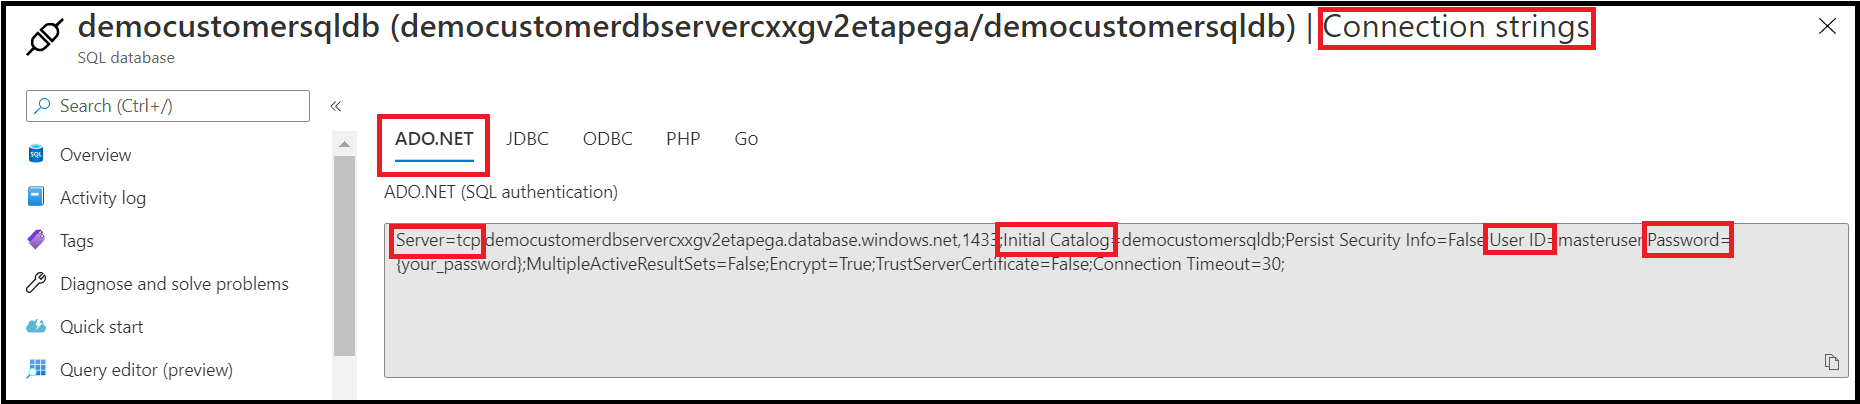 democustomersqldb (democustomerdbservercxxgv2etapega/democustomersqldb) | Connection strings
SQL database
Search (Ctrl+/)
«
Overview
Activity log
Tags
Diagnose and solve problems
Quick start
Query editor (preview)
ADO.NET JDBC ODBC PHP Go
ADO.NET (SQL authentication)
Server=tcp:democustomerdbservercxxgv2etapega.database.windows.net,1433;Initial Catalog=democustomersqldb;Persist Security Info=False;User ID=masteruser;Password=
{your_password};MultipleActiveResultSets=False;Encrypt=True;TrustServerCertificate=False;Connection Timeout=30;